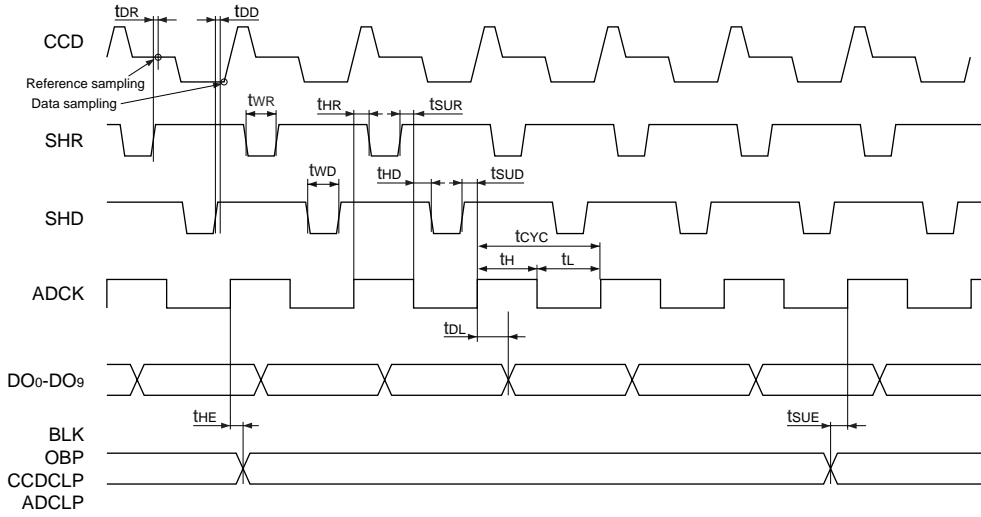 tDR tDD
CCD
Reference sampling
Data sampling
tWR tHR tSUR
SHR
tWD tHD tSUD
SHD
tCYC
tH tL
ADCK
tDL
DO0-DO9
tHE tSUE
BLK
OBP
CCDCLP
ADCLP